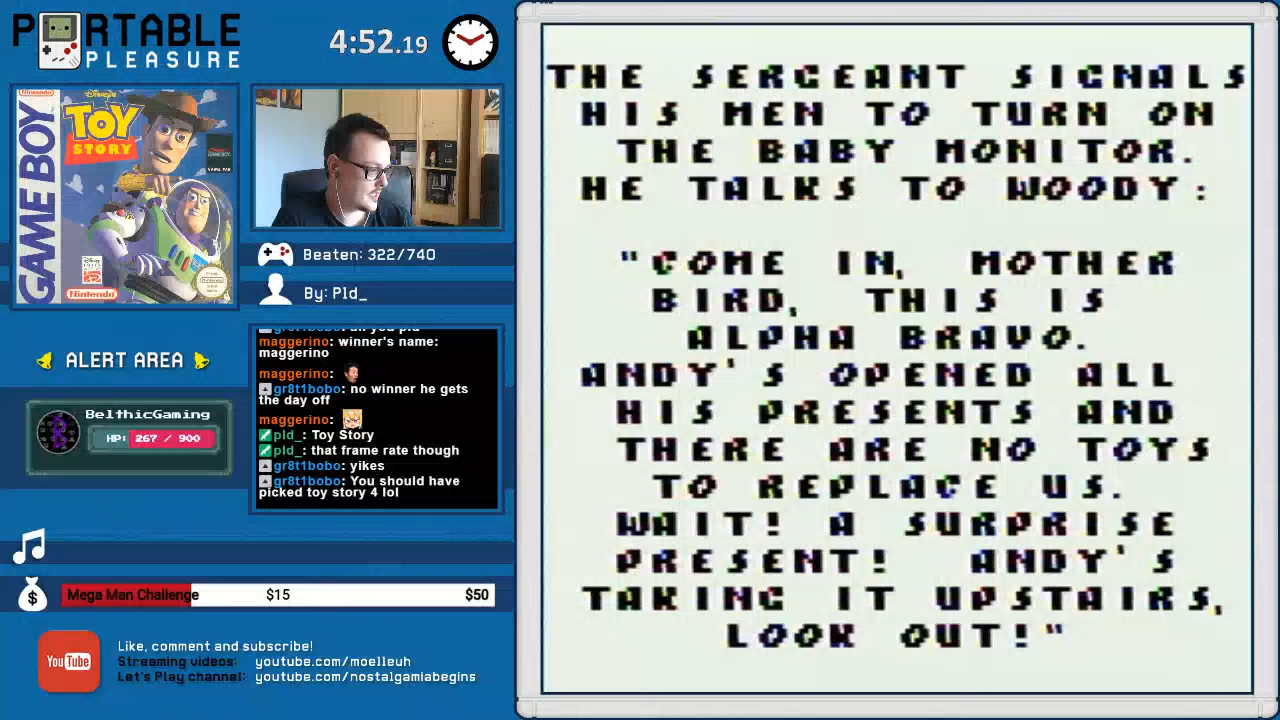 PORTABLE
PLEASURE
4:52.19
Nintendo
GAME BOY
Disney's
TOY
STORY
Nintendo
Beaten: 322/740
By: Pld_
ALERT AREA
BelthicGaming
HP: 267 / 900
maggerino: winner's name:
maggerino
maggerino:
gr8t1bobo: no winner he gets
the day off
maggerino:
pld_: Toy Story
pld_: that frame rate though
gr8t1bobo: yikes
gr8t1bobo: You should have
picked toy story 4 lol
Mega Man Challenge $15 $50
YouTube
Like, comment and subscribe!
Streaming videos: youtube.com/moelleuh
Let's Play channel: youtube.com/nostalgamiabegins
THE SERGEANT SIGNALS
HIS MEN TO TURN ON
THE BABY MONITOR.
HE TALKS TO WOODY:
"COME IN, MOTHER
BIRD, THIS IS
ALPHA BRAVO.
ANDY'S OPENED ALL
HIS PRESENTS AND
THERE ARE NO TOYS
TO REPLACE US.
WAIT! A SURPRISE
PRESENT! ANDY'S
TAKING IT UPSTAIRS,
LOOK OUT!"